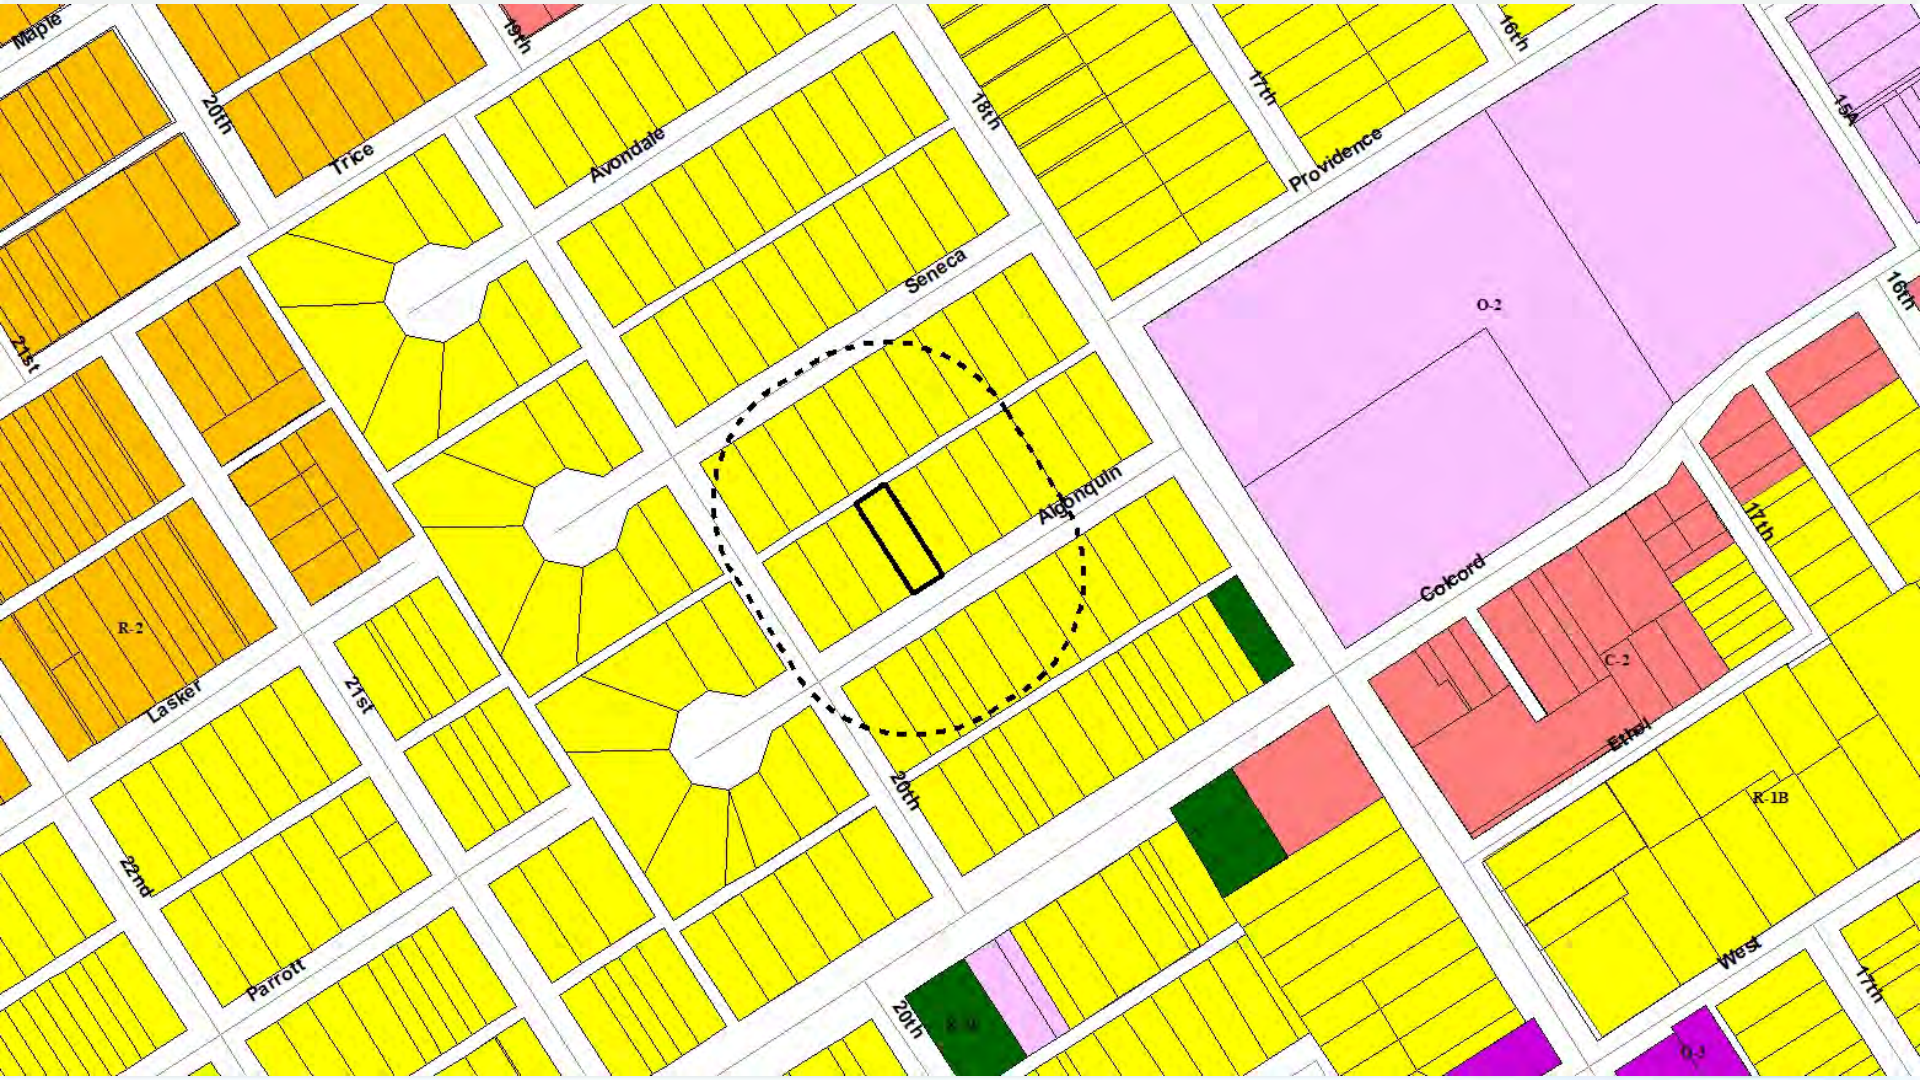 Maple
19th
16th
20th
18th
17th
15A
Trice
Avondale
Providence
Seneca
16th
O-2
21st
Algonquin
17th
Colcord
R-2
C-2
Lasker
21st
Ethel
20th
R-1B
22nd
West
Parrott
17th
20th
O-3